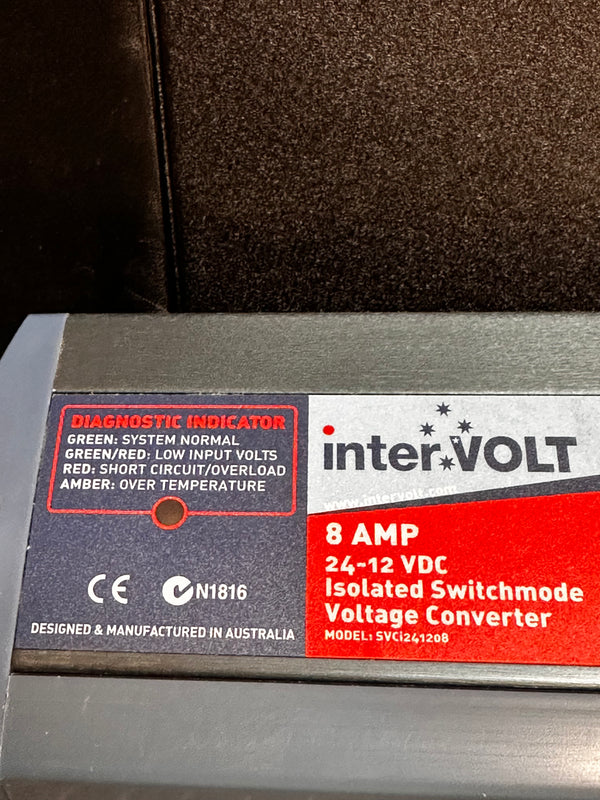 DIAGNOSTIC INDICATOR
GREEN: SYSTEM NORMAL
GREEN/RED: LOW INPUT VOLTS
RED: SHORT CIRCUIT/OVERLOAD
AMBER: OVER TEMPERATURE
CE N1816
DESIGNED & MANUFACTURED IN AUSTRALIA
interVOLT
www.intervolt.com
8 AMP
24-12 VDC
Isolated Switchmode
Voltage Converter
MODEL: SVCi241208